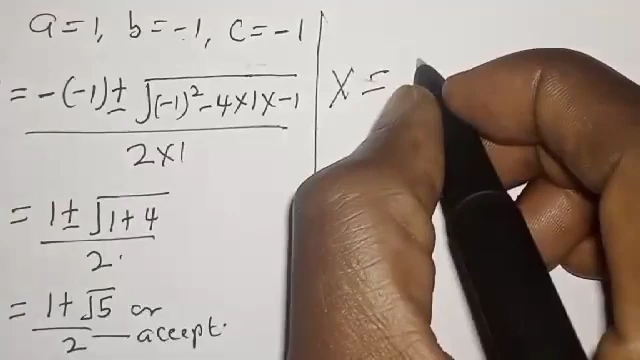 a = 1, b = -1, c = -1
= -(-1) ± √(-1)² - 4×1×-1 / 2×1
= 1 ± √1+4 / 2.
= 1 + √5 / 2 or — accept.
x =